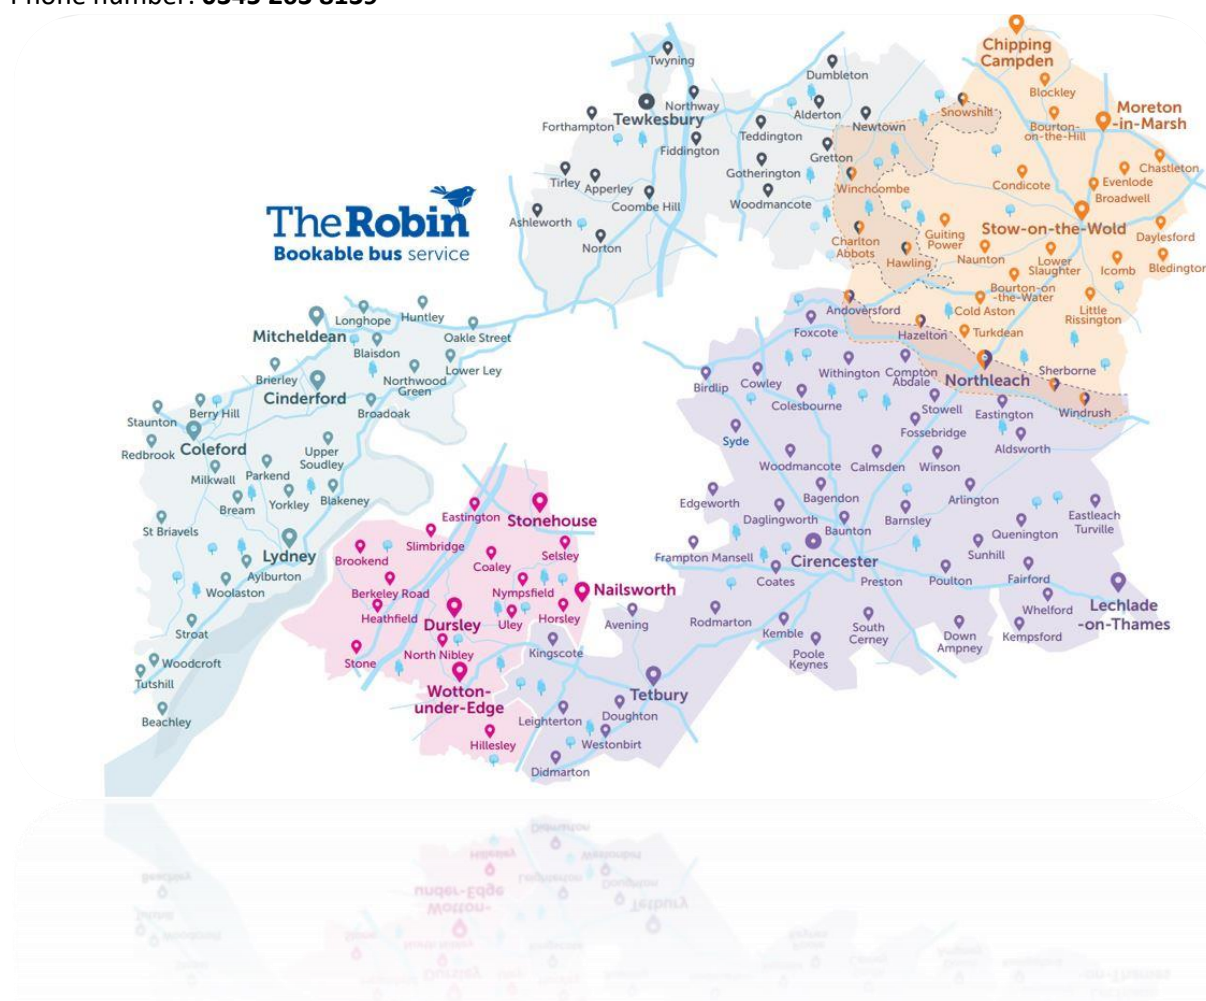 Phone number: 0345 263 8139
Chipping
Campden
Twyning
Dumbleton
Blockley
Northway
Tewkesbury
Alderton
Snowshill
Moreton
-in-Marsh
Forthampton
Teddington
Newtown
Bourton-
on-the-Hill
Fiddington
Gretton
Chastleton
Tirley
Apperley
Gotherington
Winchcombe
Condicote
Evenlode
Broadwell
Coombe Hill
Woodmancote
TheRobin
Bookable bus service
Ashleworth
Norton
Charlton
Abbots
Guiting
Power
Stow-on-the-Wold
Daylesford
Hawling
Naunton
Lower
Slaughter
Icomb
Bledington
Bourton-on
-the-Water
Longhope
Huntley
Andoversford
Cold Aston
Little
Rissington
Mitcheldean
Oakle Street
Foxcote
Hazelton
Turkdean
Blaisdon
Brierley
Northwood
Green
Lower Ley
Withington
Compton
Abdale
Northleach
Sherborne
Cinderford
Birdlip
Cowley
Colesbourne
Stowell
Eastington
Windrush
Staunton
Berry Hill
Broadoak
Fossebridge
Redbrook
Coleford
Upper
Soudley
Syde
Aldsworth
Milkwall
Parkend
Woodmancote
Calmsden
Winson
Bream
Yorkley
Blakeney
Edgeworth
Bagendon
Arlington
St Briavels
Eastington
Stonehouse
Daglingworth
Baunton
Barnsley
Quenington
Eastleach
Turville
Lydney
Slimbridge
Selsley
Frampton Mansell
Cirencester
Sunhill
Brookend
Coaley
Aylburton
Woolaston
Berkeley Road
Nympsfield
Nailsworth
Coates
Preston
Poulton
Fairford
Heathfield
Dursley
Uley
Horsley
Avening
Rodmarton
Whelford
Lechlade
-on-Thames
Stroat
Kemble
South
Cerney
Down
Ampney
Kempsford
Stone
North Nibley
Kingscote
Poole
Keynes
Woodcroft
Tutshill
Wotton-
under-Edge
Tetbury
Beachley
Leighterton
Doughton
Hillesley
Westonbirt
Didmarton